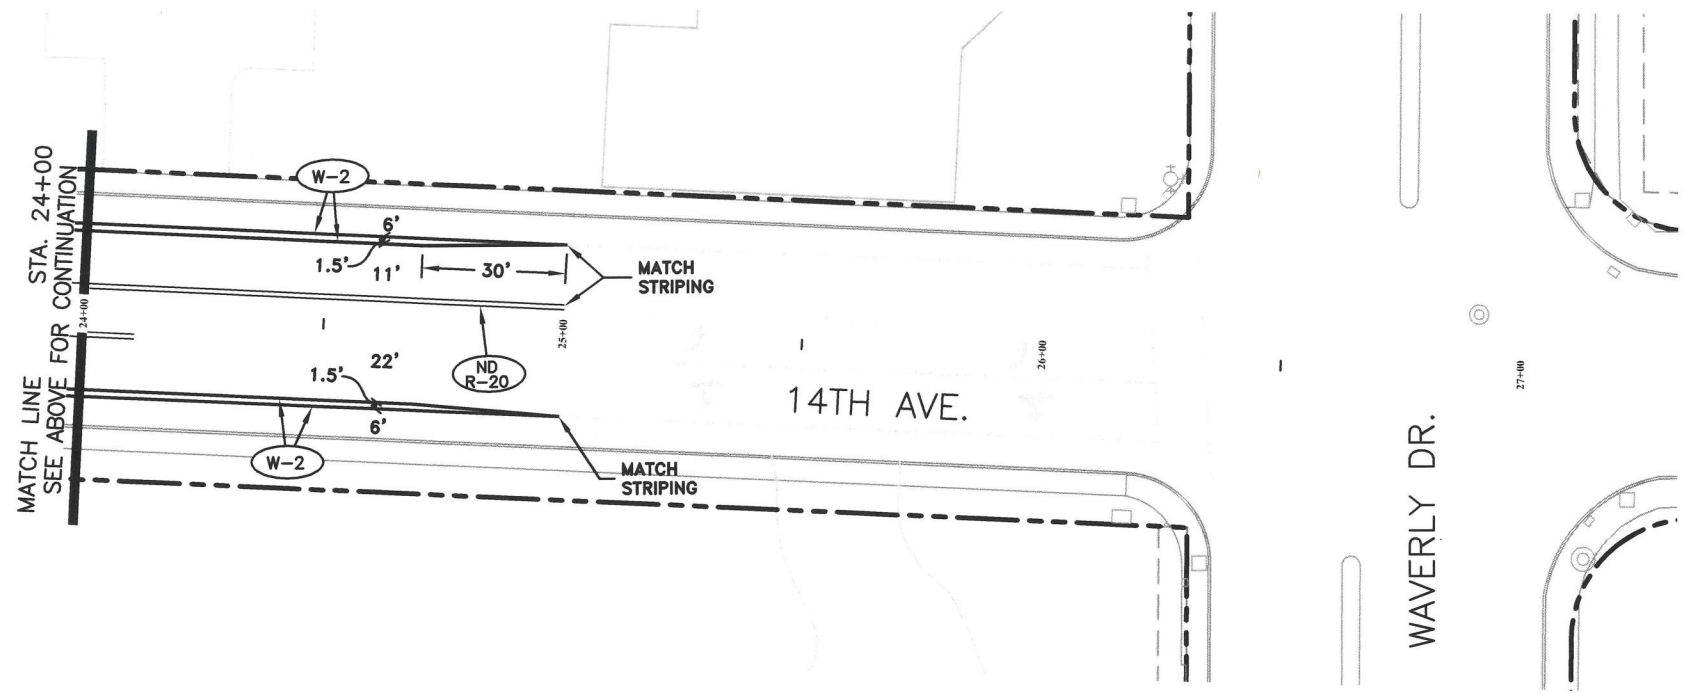 MATCH LINE STA. 24+00
SEE ABOVE FOR CONTINUATION
24+00
W-2
6'
1.5'
11'
30'
MATCH
STRIPING
25+00
ND
R-20
22'
1.5'
6'
W-2
MATCH
STRIPING
14TH AVE.
26+00
27+00
WAVERLY DR.